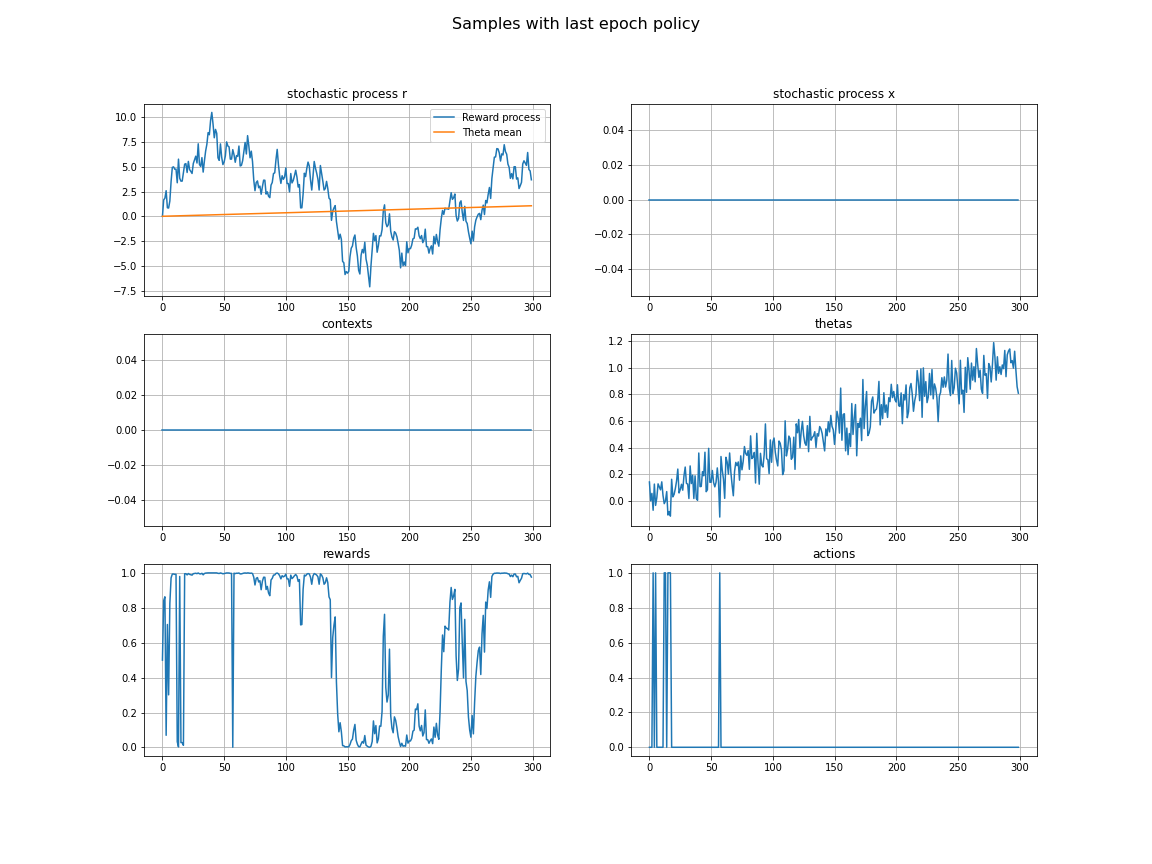 Samples with last epoch policy
stochastic process r
10.0
7.5
5.0
2.5
0.0
−2.5
−5.0
−7.5
Reward process
Theta mean
0 50 100 150 200 250 300
stochastic process x
0.04
0.02
0.00
−0.02
−0.04
0 50 100 150 200 250 300
contexts
0.04
0.02
0.00
−0.02
−0.04
0 50 100 150 200 250 300
thetas
1.2
1.0
0.8
0.6
0.4
0.2
0.0
0 50 100 150 200 250 300
rewards
1.0
0.8
0.6
0.4
0.2
0.0
0 50 100 150 200 250 300
actions
1.0
0.8
0.6
0.4
0.2
0.0
0 50 100 150 200 250 300